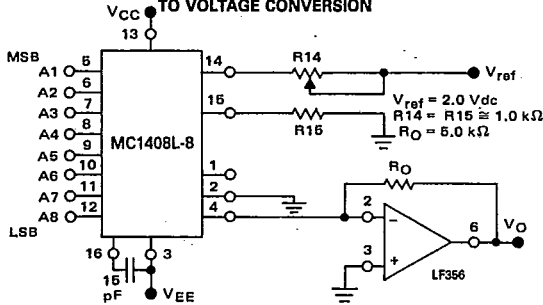 TO VOLTAGE CONVERSION
VCC
13
MSB
A1 5
A2 6
A3 7
A4 8
A5 9
A6 10
A7 11
A8 12
LSB
MC1408L-8
14
15
1
2
4
16
3
15
pF
VEE
R14
R15
Vref
Vref = 2.0 Vdc
R14 = R15 ≅ 1.0 kΩ
RO = 5.0 kΩ
RO
2
−
3
+
6
VO
LF356